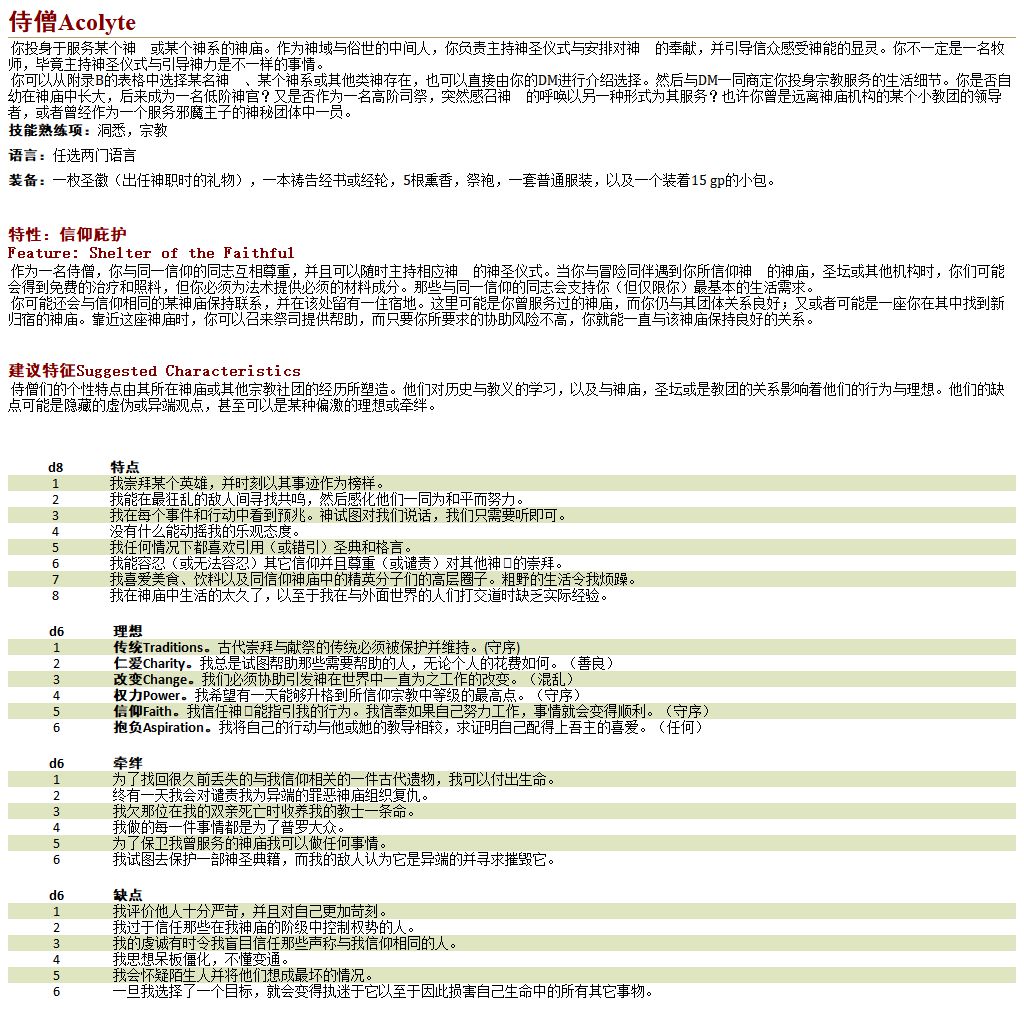 侍僧Acolyte
你投身于服务某个神 或某个神系的神庙。作为神域与俗世的中间人，你负责主持神圣仪式与安排对神 的奉献，并引导信众感受神能的显灵。你不一定是一名牧
师，毕竟主持神圣仪式与引导神力是不一样的事情。
你可以从附录B的表格中选择某名神 、某个神系或其他类神存在，也可以直接由你的DM进行介绍选择。然后与DM一同商定你投身宗教服务的生活细节。你是否自
幼在神庙中长大，后来成为一名低阶神官？又是否作为一名高阶司祭，突然感召神 的呼唤以另一种形式为其服务？也许你曾是远离神庙机构的某个小教团的领导
者，或者曾经作为一个服务邪魔主子的神秘团体中一员。
技能熟练项：洞悉，宗教
语言：任选两门语言
装备：一枚圣徽（出任神职时的礼物），一本祷告经书或经轮，5根熏香，祭袍，一套普通服装，以及一个装着15 gp的小包。
特性：信仰庇护
Feature: Shelter of the Faithful
作为一名侍僧，你与同一信仰的同志互相尊重，并且可以随时主持相应神 的神圣仪式。当你与冒险同伴遇到你所信仰神 的神庙，圣坛或其他机构时，你们可能
会得到免费的治疗和照料，但你必须为法术提供必须的材料成分。那些与同一信仰的同志会支持你（但仅限你）最基本的生活需求。
你可能还会与信仰相同的某神庙保持联系，并在该处留有一住宿地。这里可能是你曾服务过的神庙，而你仍与其团体关系良好；又或者可能是一座你在其中找到新
归宿的神庙。靠近这座神庙时，你可以召来祭司提供帮助，而只要你所要求的协助风险不高，你就能一直与该神庙保持良好的关系。
建议特征Suggested Characteristics
侍僧们的个性特点由其所在神庙或其他宗教社团的经历所塑造。他们对历史与教义的学习，以及与神庙，圣坛或是教团的关系影响着他们的行为与理想。他们的缺
点可能是隐藏的虚伪或异端观点，甚至可以是某种偏激的理想或牵绊。
d8 特点
1 我崇拜某个英雄，并时刻以其事迹作为榜样。
2 我能在最狂乱的敌人间寻找共鸣，然后感化他们一同为和平而努力。
3 我在每个事件和行动中看到预兆。神试图对我们说话，我们只需要听即可。
4 没有什么能动摇我的乐观态度。
5 我任何情况下都喜欢引用（或错引）圣典和格言。
6 我能容忍（或无法容忍）其它信仰并且尊重（或谴责）对其他神的崇拜。
7 我喜爱美食、饮料以及同信仰神庙中的精英分子们的高层圈子。粗野的生活令我烦躁。
8 我在神庙中生活的太久了，以至于我在与外面世界的人们打交道时缺乏实际经验。
d6 理想
1 传统Traditions。古代崇拜与献祭的传统必须被保护并维持。(守序)
2 仁爱Charity。我总是试图帮助那些需要帮助的人，无论个人的花费如何。（善良）
3 改变Change。我们必须协助引发神在世界中一直为之工作的改变。（混乱）
4 权力Power。我希望有一天能够升格到所信仰宗教中等级的最高点。（守序）
5 信仰Faith。我信任神能指引我的行为。我信奉如果自己努力工作，事情就会变得顺利。（守序）
6 抱负Aspiration。我将自己的行动与他或她的教导相较，求证明自己配得上吾主的喜爱。（任何）
d6 牵绊
1 为了找回很久前丢失的与我信仰相关的一件古代遗物，我可以付出生命。
2 终有一天我会对谴责我为异端的罪恶神庙组织复仇。
3 我欠那位在我的双亲死亡时收养我的教士一条命。
4 我做的每一件事情都是为了普罗大众。
5 为了保卫我曾服务的神庙我可以做任何事情。
6 我试图去保护一部神圣典籍，而我的敌人认为它是异端的并寻求摧毁它。
d6 缺点
1 我评价他人十分严苛，并且对自己更加苛刻。
2 我过于信任那些在我神庙的阶级中控制权势的人。
3 我的虔诚有时令我盲目信任那些声称与我信仰相同的人。
4 我思想呆板僵化，不懂变通。
5 我会怀疑陌生人并将他们想成最坏的情况。
6 一旦我选择了一个目标，就会变得执迷于它以至于因此损害自己生命中的所有其它事物。